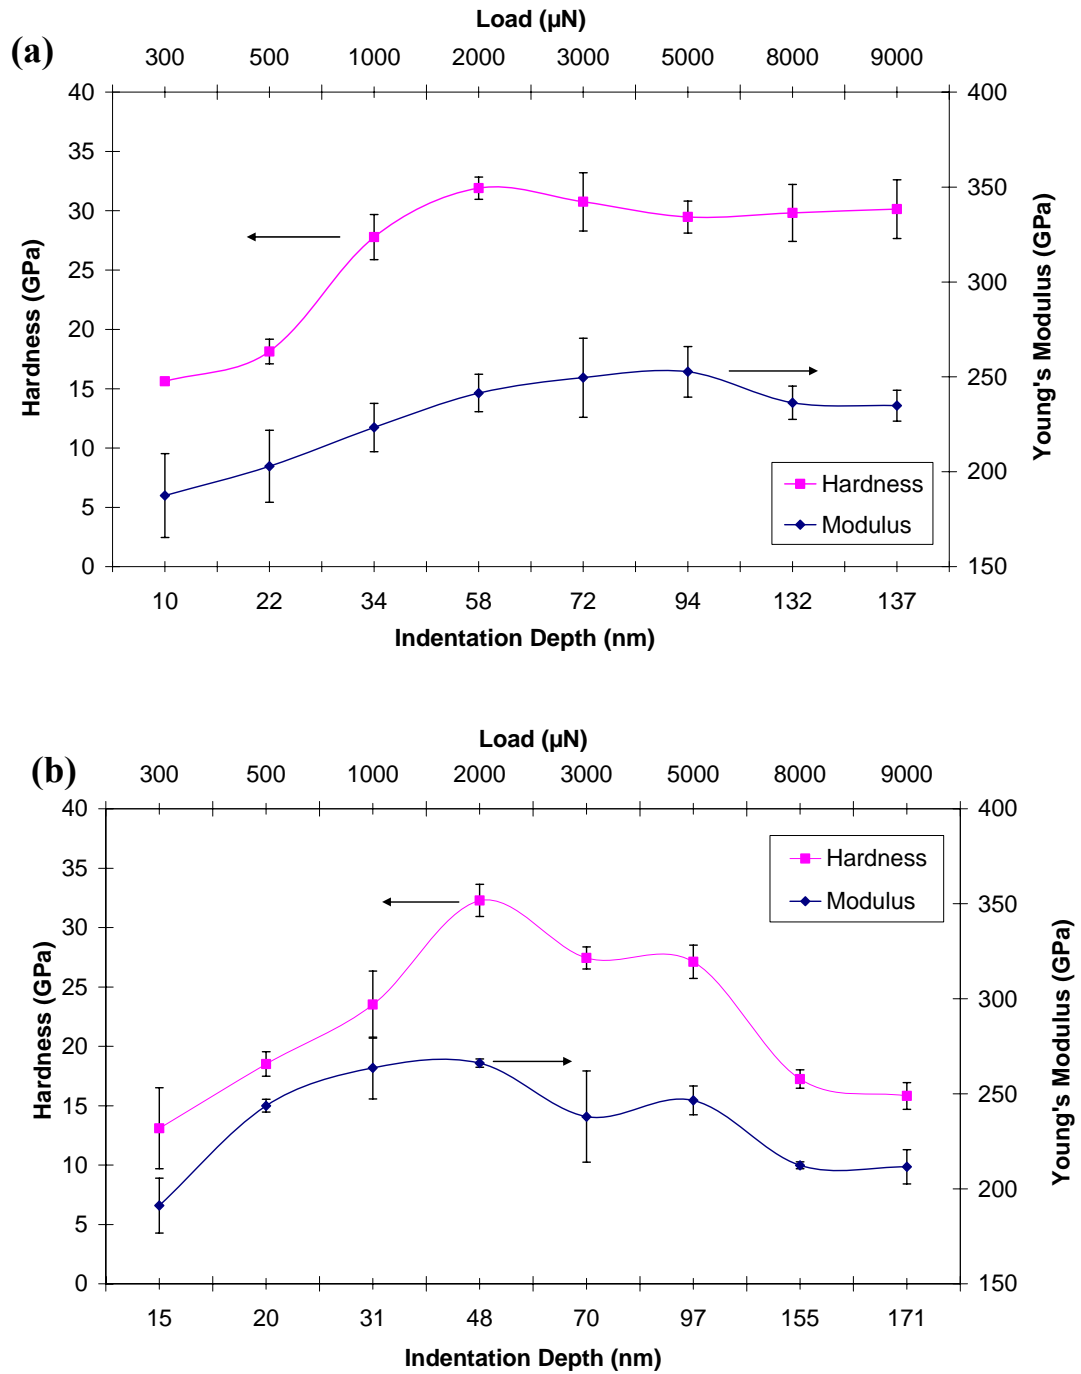 Load (µN)
(a)
300 500 1000 2000 3000 5000 8000 9000
40 400
35
350
30
25 300
20
15 250
10
200
5
0 150
Hardness (GPa)
Young's Modulus (GPa)
Hardness
Modulus
10 22 34 58 72 94 132 137
Indentation Depth (nm)
Load (µN)
(b)
300 500 1000 2000 3000 5000 8000 9000
40 400
35
350
30
25 300
20
15 250
10
200
5
0 150
Hardness (GPa)
Young's Modulus (GPa)
Hardness
Modulus
15 20 31 48 70 97 155 171
Indentation Depth (nm)